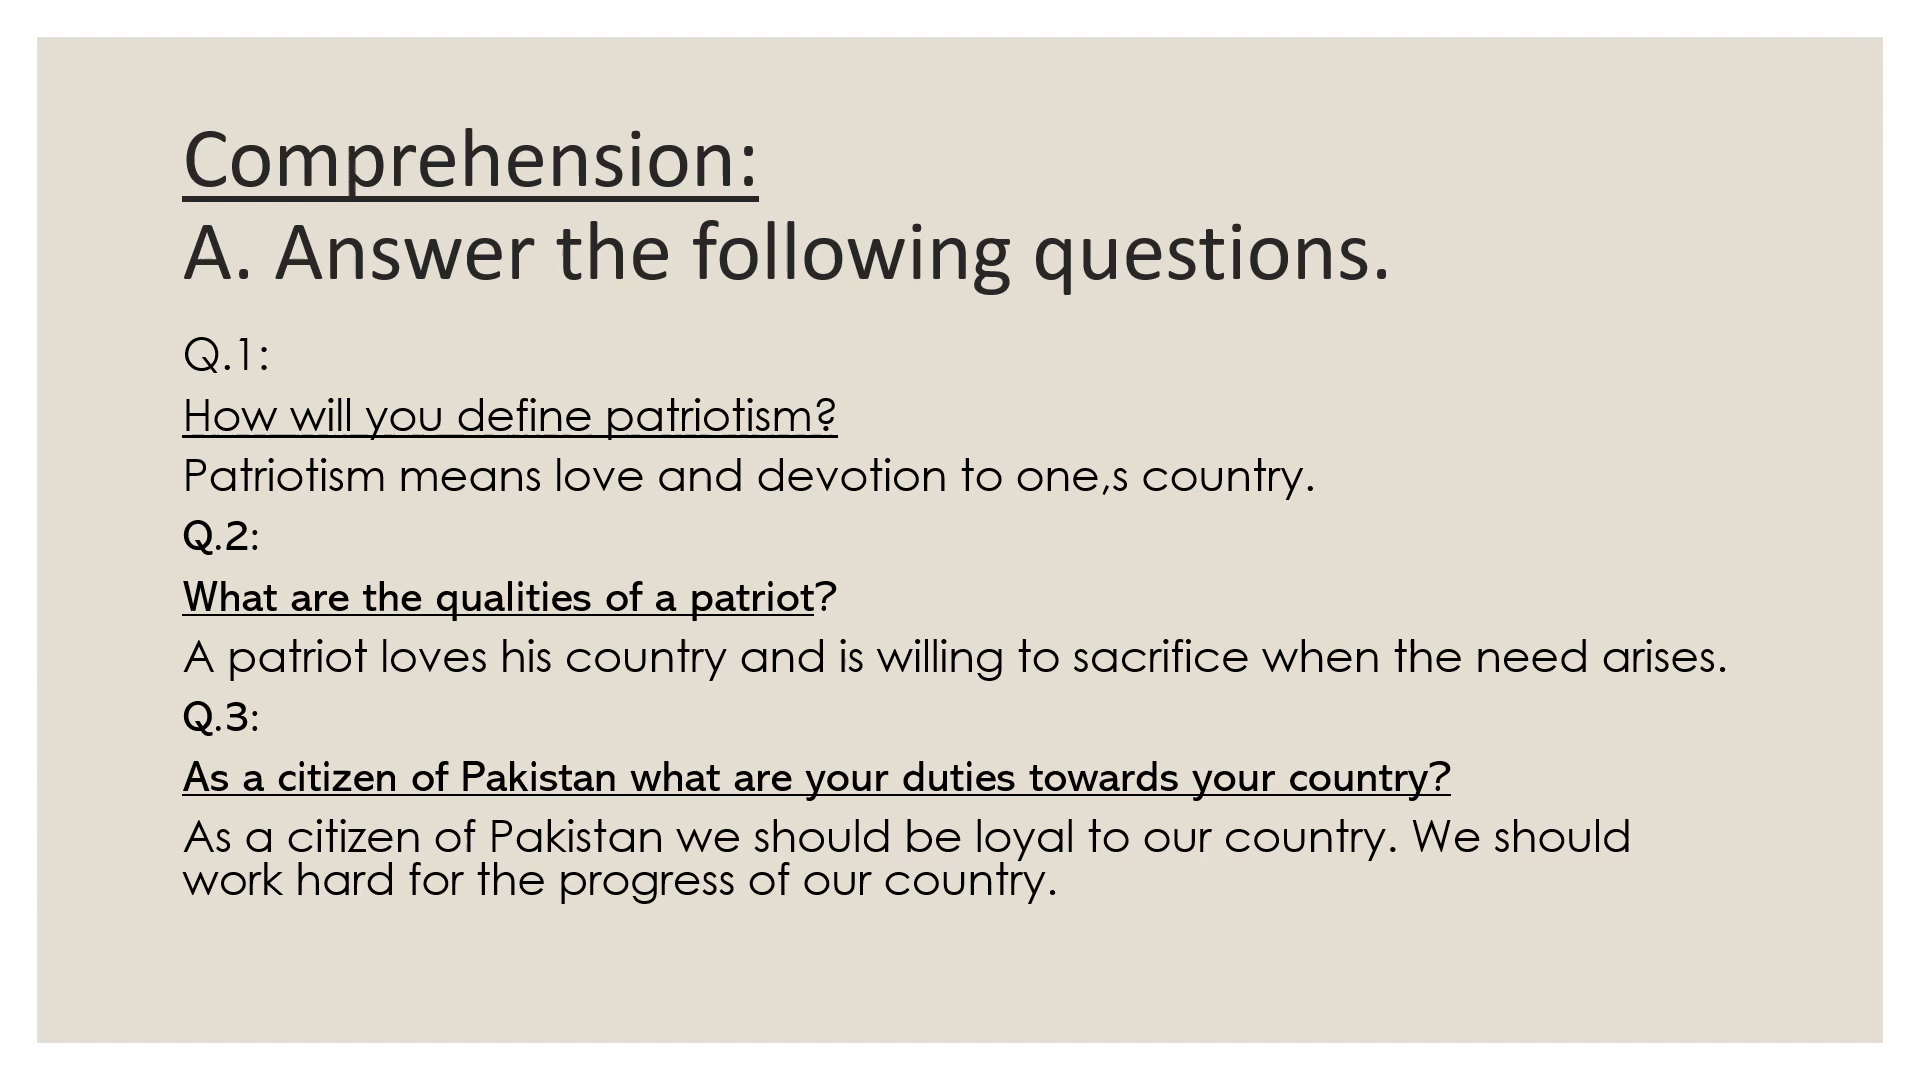 Comprehension:
A. Answer the following questions.
Q.1:
How will you define patriotism?
Patriotism means love and devotion to one,s country.
Q.2:
What are the qualities of a patriot?
A patriot loves his country and is willing to sacrifice when the need arises.
Q.3:
As a citizen of Pakistan what are your duties towards your country?
As a citizen of Pakistan we should be loyal to our country. We should
work hard for the progress of our country.